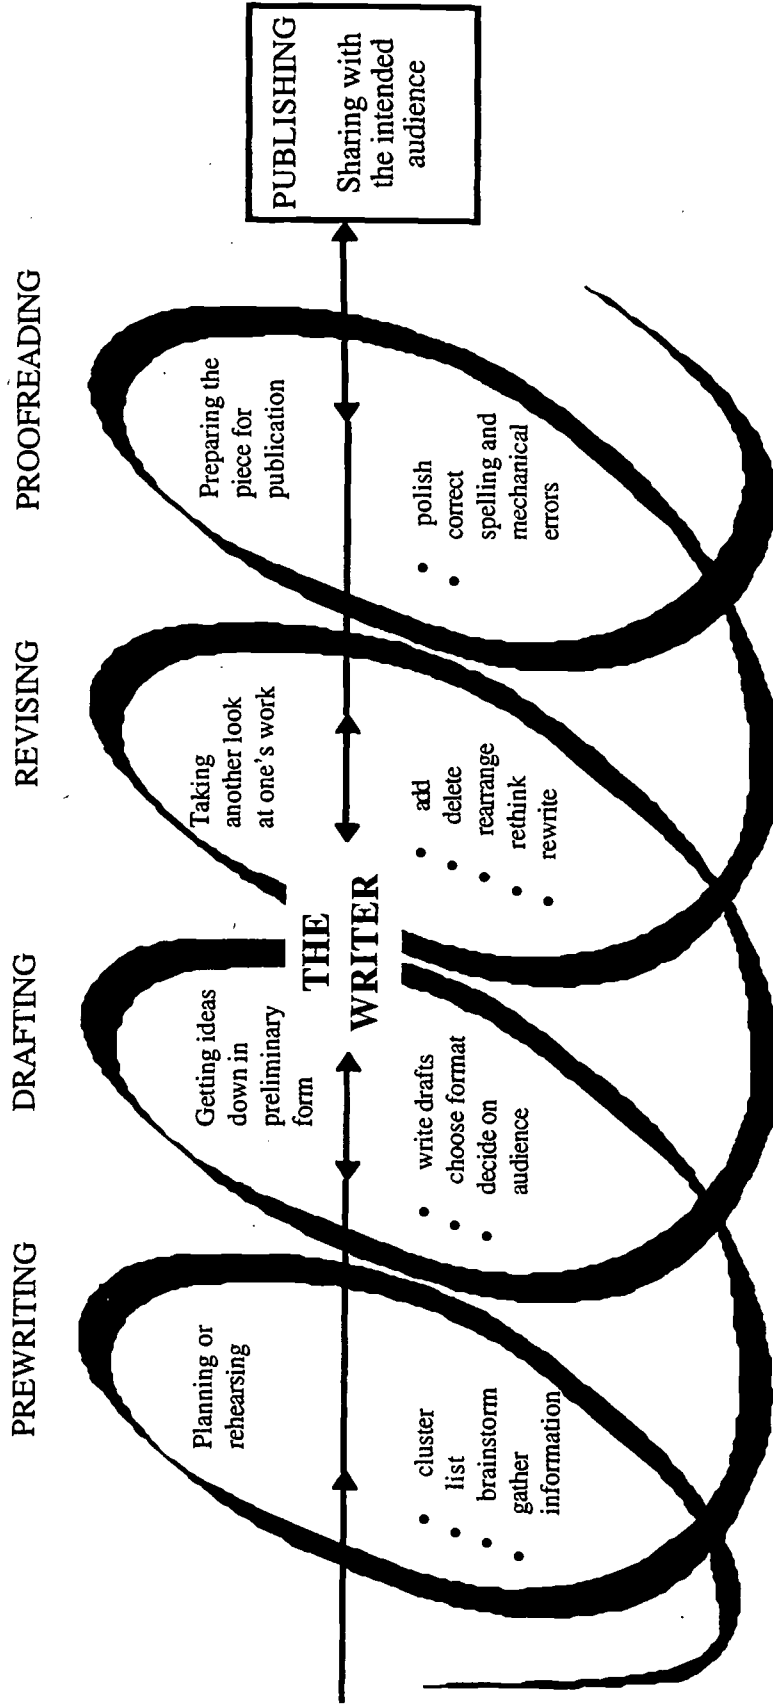 PREWRITING
DRAFTING
REVISING
PROOFREADING
Planning or
rehearsing
• cluster
• list
• brainstorm
• gather
information
Getting ideas
down in
preliminary
form
• write drafts
• choose format
• decide on
audience
THE
WRITER
Taking
another look
at one's work
• add
• delete
• rearrange
• rethink
• rewrite
Preparing the
piece for
publication
• polish
• correct
spelling and
mechanical
errors
PUBLISHING
Sharing with
the intended
audience